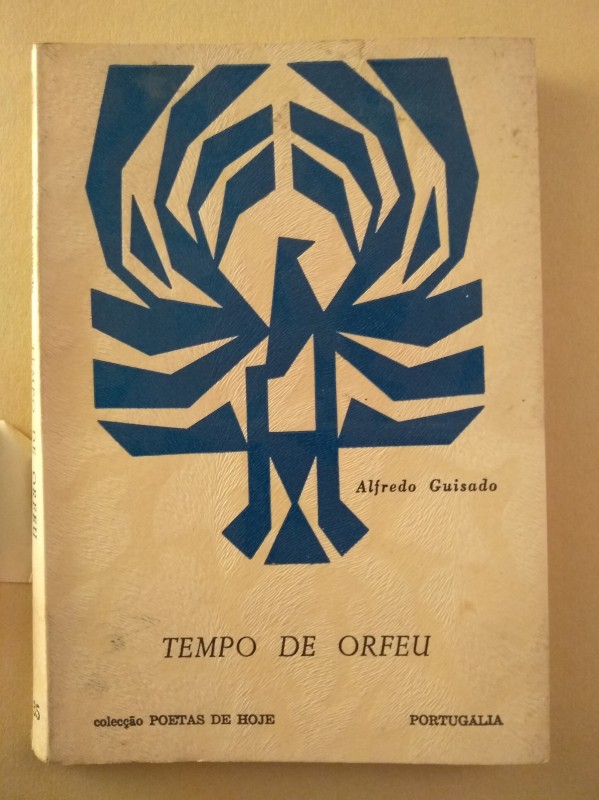 Alfredo Guisado
TEMPO DE ORFEU
colecção POETAS DE HOJE
PORTUGÁLIA